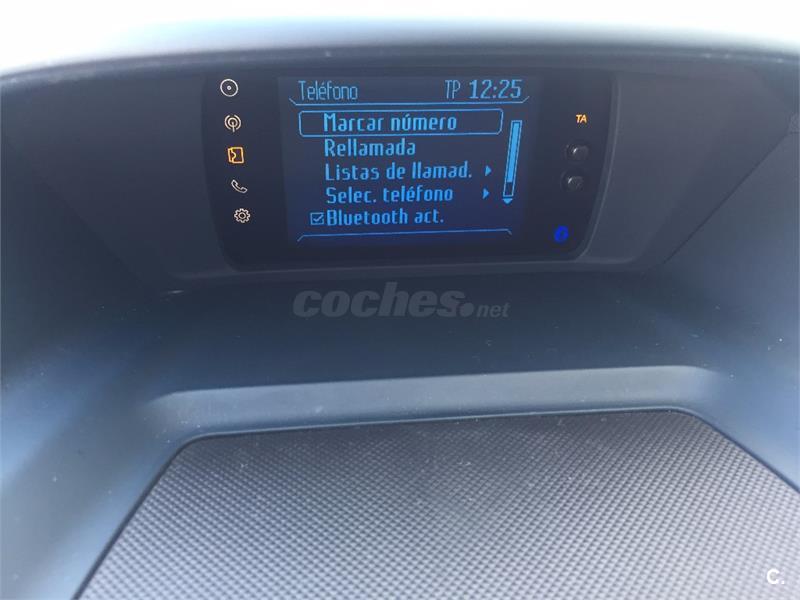 Teléfono TP 12:25
Marcar número
TA
Rellamada
Listas de llamad.
Selec. teléfono
Bluetooth act.
coches.net
C.